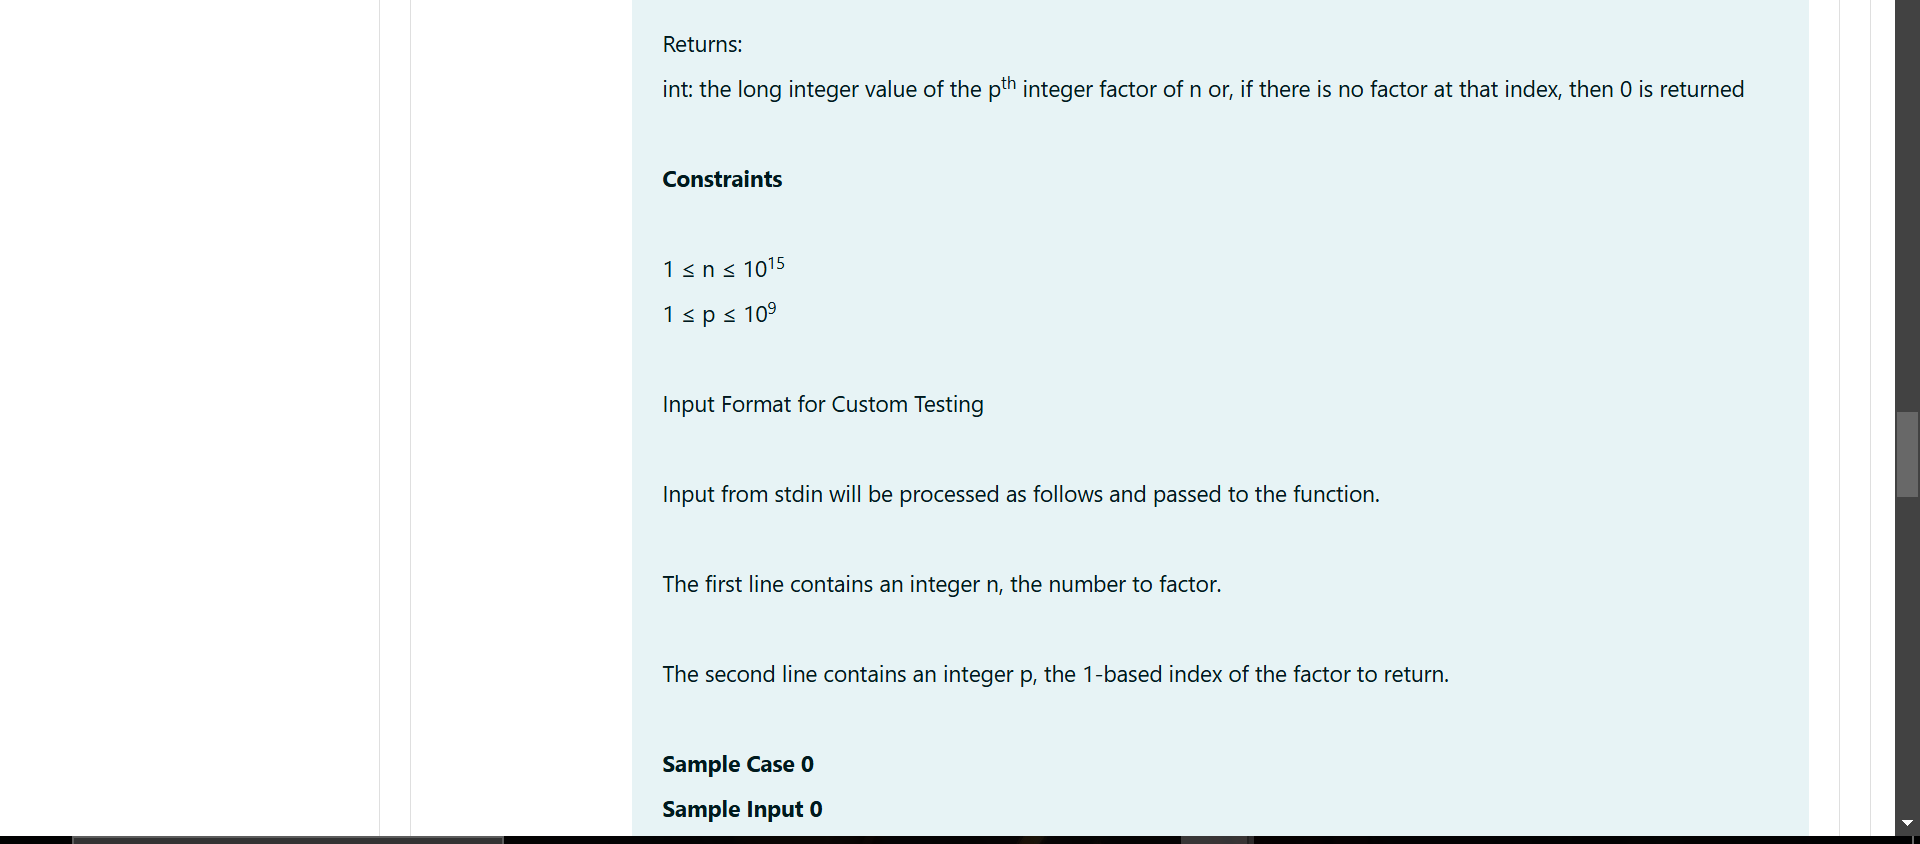 Returns:
int: the long integer value of the pth integer factor of n or, if there is no factor at that index, then 0 is returned
Constraints
1 ≤ n ≤ 10¹⁵
1 ≤ p ≤ 10⁹
Input Format for Custom Testing
Input from stdin will be processed as follows and passed to the function.
The first line contains an integer n, the number to factor.
The second line contains an integer p, the 1-based index of the factor to return.
Sample Case 0
Sample Input 0